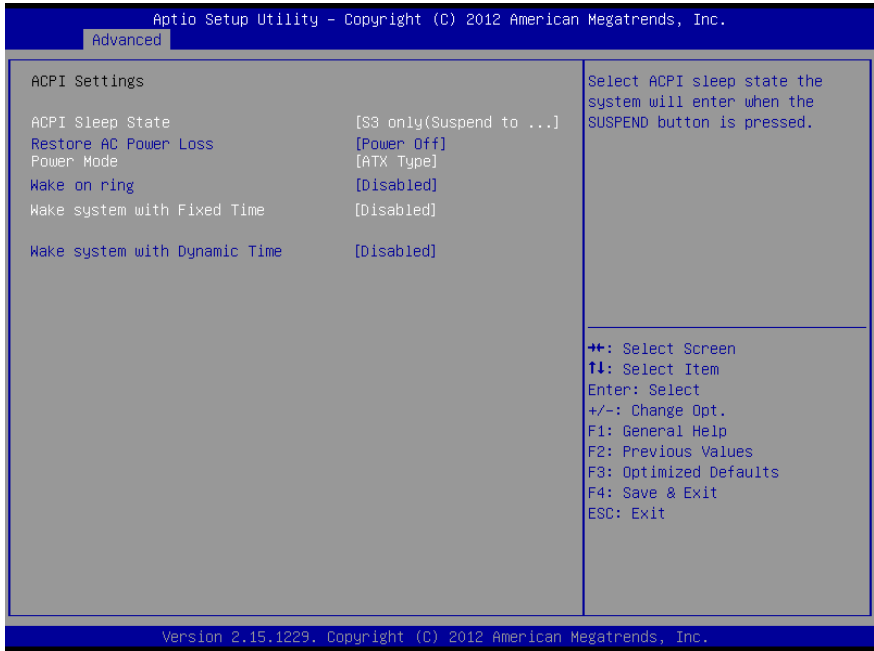 Aptio Setup Utility – Copyright (C) 2012 American Megatrends, Inc.
Advanced
ACPI Settings
ACPI Sleep State [S3 only(Suspend to ...]
Restore AC Power Loss [Power Off]
Power Mode [ATX Type]
Wake on ring [Disabled]
Wake system with Fixed Time [Disabled]
Wake system with Dynamic Time [Disabled]
Select ACPI sleep state the
system will enter when the
SUSPEND button is pressed.
→←: Select Screen
↑↓: Select Item
Enter: Select
+/-: Change Opt.
F1: General Help
F2: Previous Values
F3: Optimized Defaults
F4: Save & Exit
ESC: Exit
Version 2.15.1229. Copyright (C) 2012 American Megatrends, Inc.